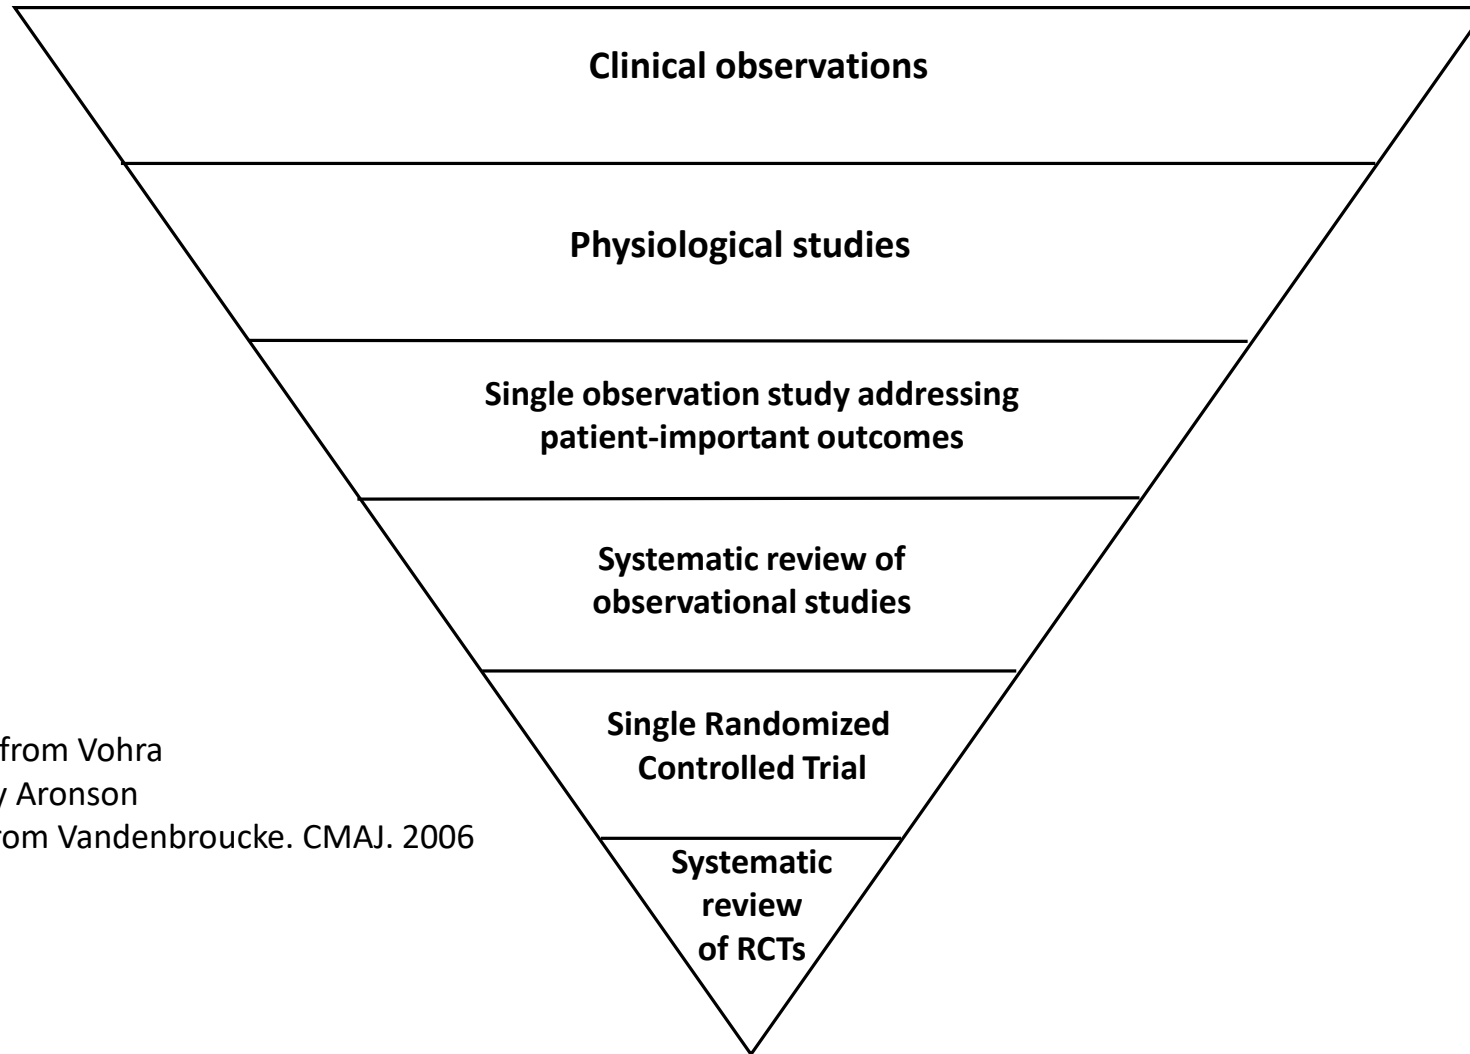 Clinical observations
Physiological studies
Single observation study addressing
patient-important outcomes
Systematic review of
observational studies
Single Randomized
Controlled Trial
Systematic
review
of RCTs
from Vohra
Aronson
from Vandenbroucke. CMAJ. 2006